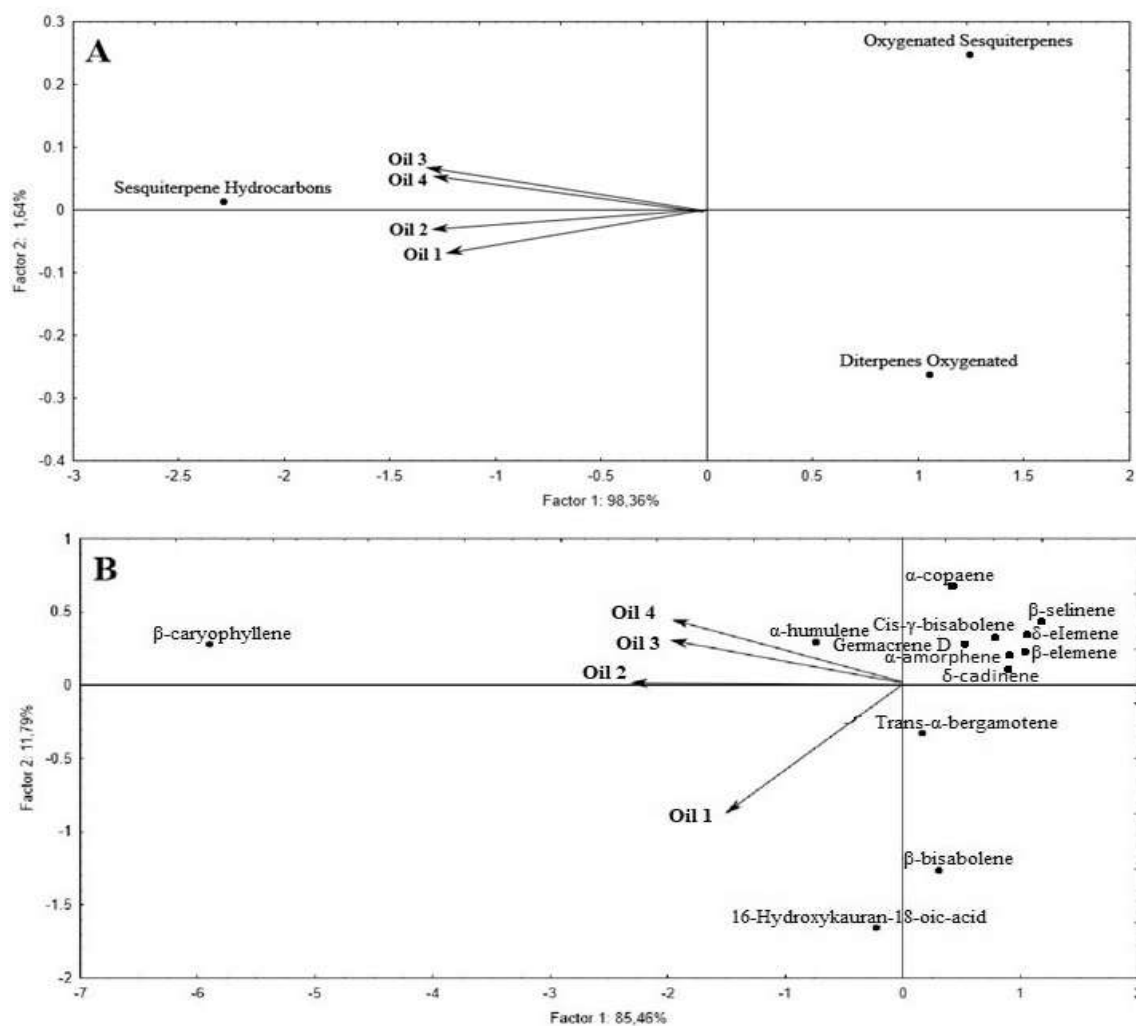 A
0.3
0.2
0.1
0
-0.1
-0.2
-0.3
-0.4
Factor 2: 1,64%
Oxygenated Sesquiterpenes
Oil 3
Oil 4
Sesquiterpene Hydrocarbons
Oil 2
Oil 1
Diterpenes Oxygenated
-3 -2.5 -2 -1.5 -1 -0.5 0 0.5 1 1.5 2
Factor 1: 98,36%
B
1
0.5
0
-0.5
-1
-1.5
-2
Factor 2: 11,79%
α-copaene
β-selinene
Oil 4
Cis-γ-bisabolene
β-caryophyllene
α-humulene
δ-elemene
Oil 3
Germacrene D
β-elemene
α-amorphene
Oil 2
δ-cadinene
Trans-α-bergamotene
Oil 1
β-bisabolene
16-Hydroxykauran-18-oic-acid
-7 -6 -5 -4 -3 -2 -1 0 1 2
Factor 1: 85,46%